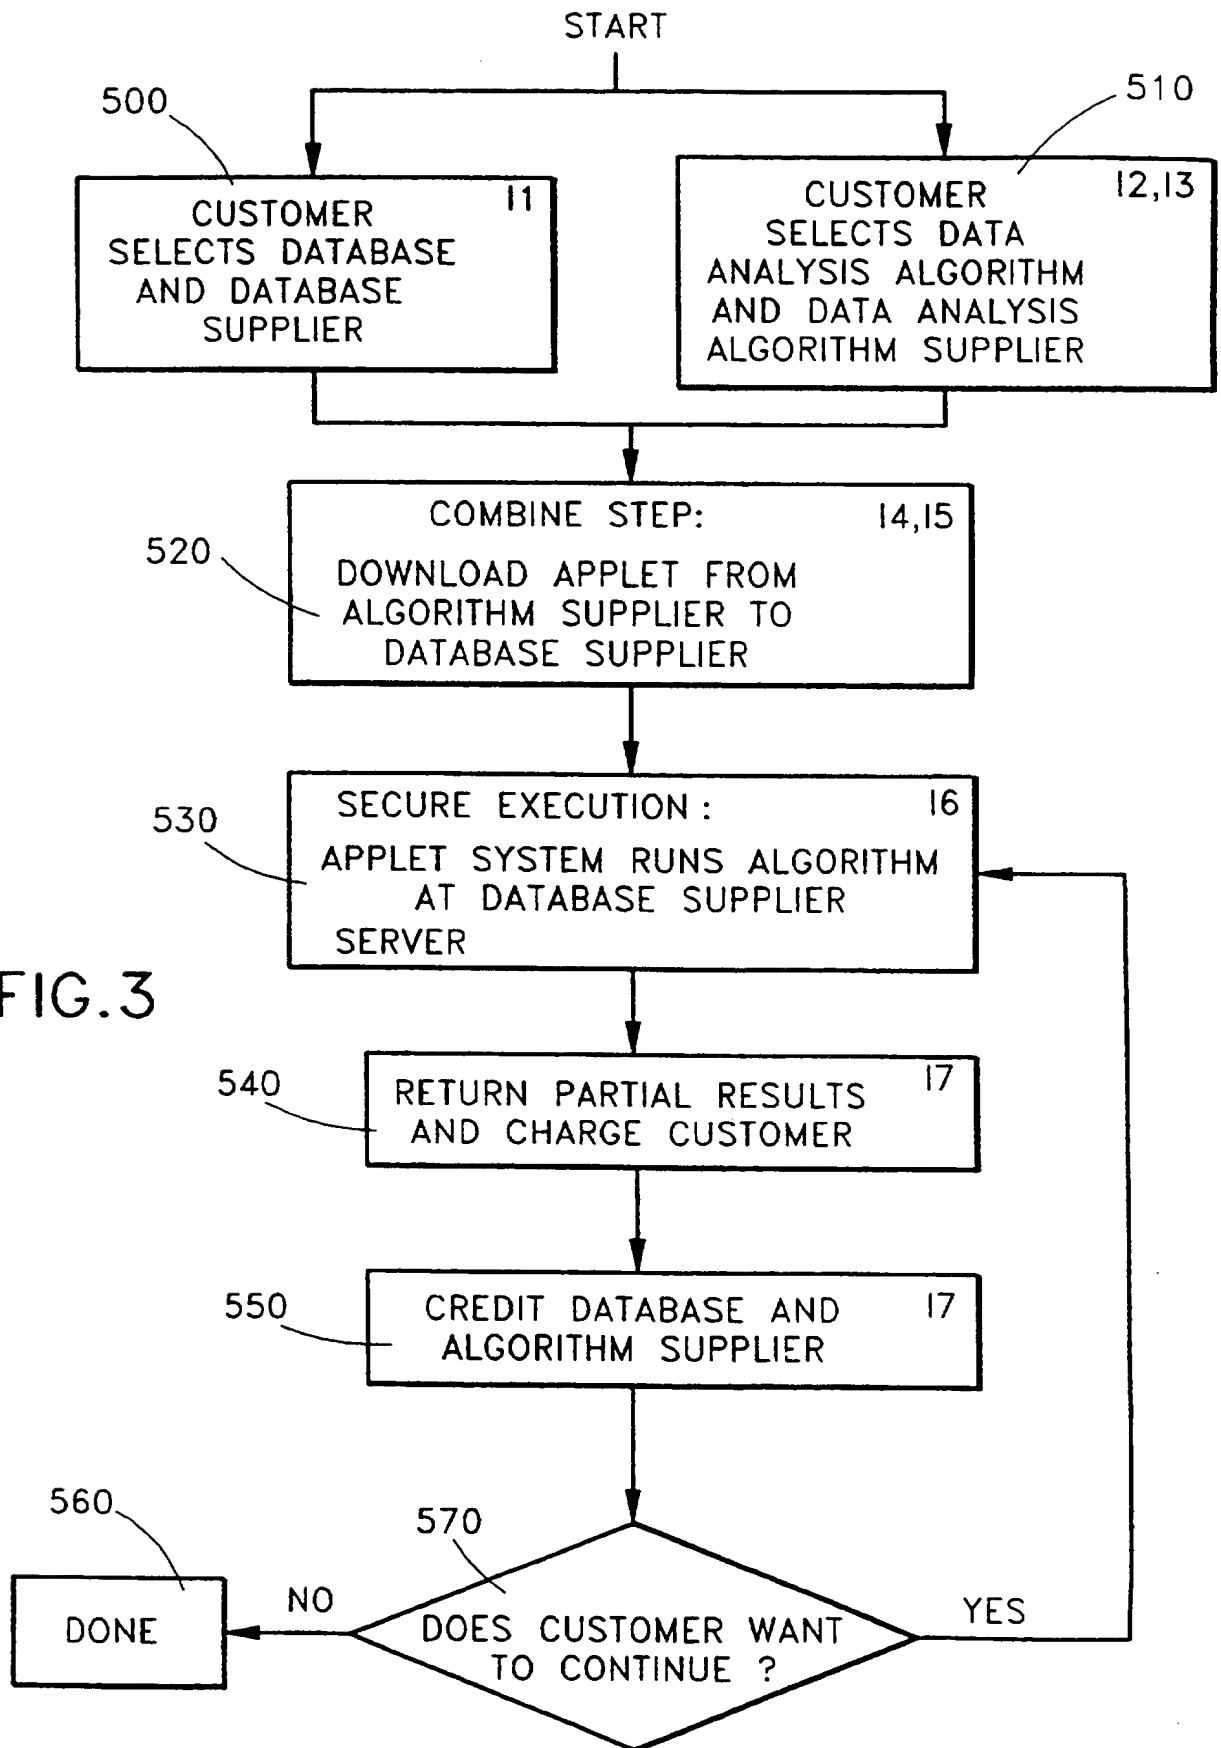 START
500
510
11
CUSTOMER
SELECTS DATABASE
AND DATABASE
SUPPLIER
12,13
CUSTOMER
SELECTS DATA
ANALYSIS ALGORITHM
AND DATA ANALYSIS
ALGORITHM SUPPLIER
520
COMBINE STEP:
14,15
DOWNLOAD APPLET FROM
ALGORITHM SUPPLIER TO
DATABASE SUPPLIER
530
SECURE EXECUTION:
16
APPLET SYSTEM RUNS ALGORITHM
AT DATABASE SUPPLIER
SERVER
FIG.3
540
17
RETURN PARTIAL RESULTS
AND CHARGE CUSTOMER
550
17
CREDIT DATABASE AND
ALGORITHM SUPPLIER
560
570
DONE
NO
DOES CUSTOMER WANT
TO CONTINUE ?
YES